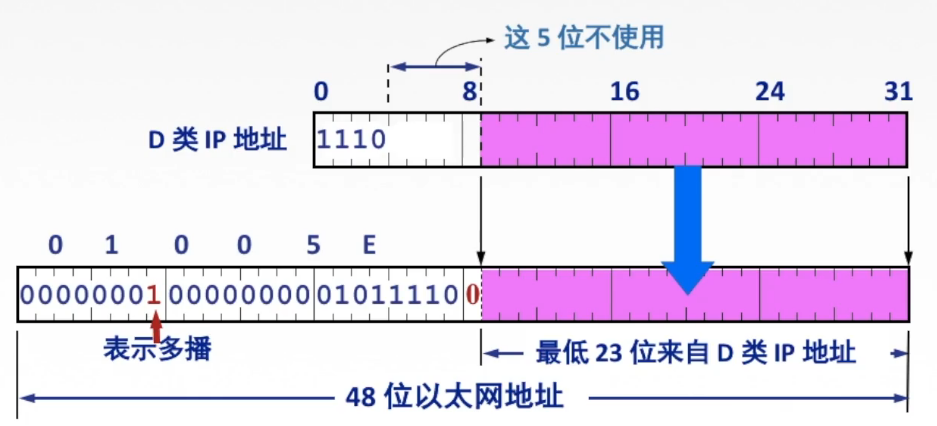 这 5 位不使用
0 8 16 24 31
D 类 IP 地址 1110
0 1 0 0 5 E
00000001 00000000 01011110 0
表示多播
最低 23 位来自 D 类 IP 地址
48 位以太网地址